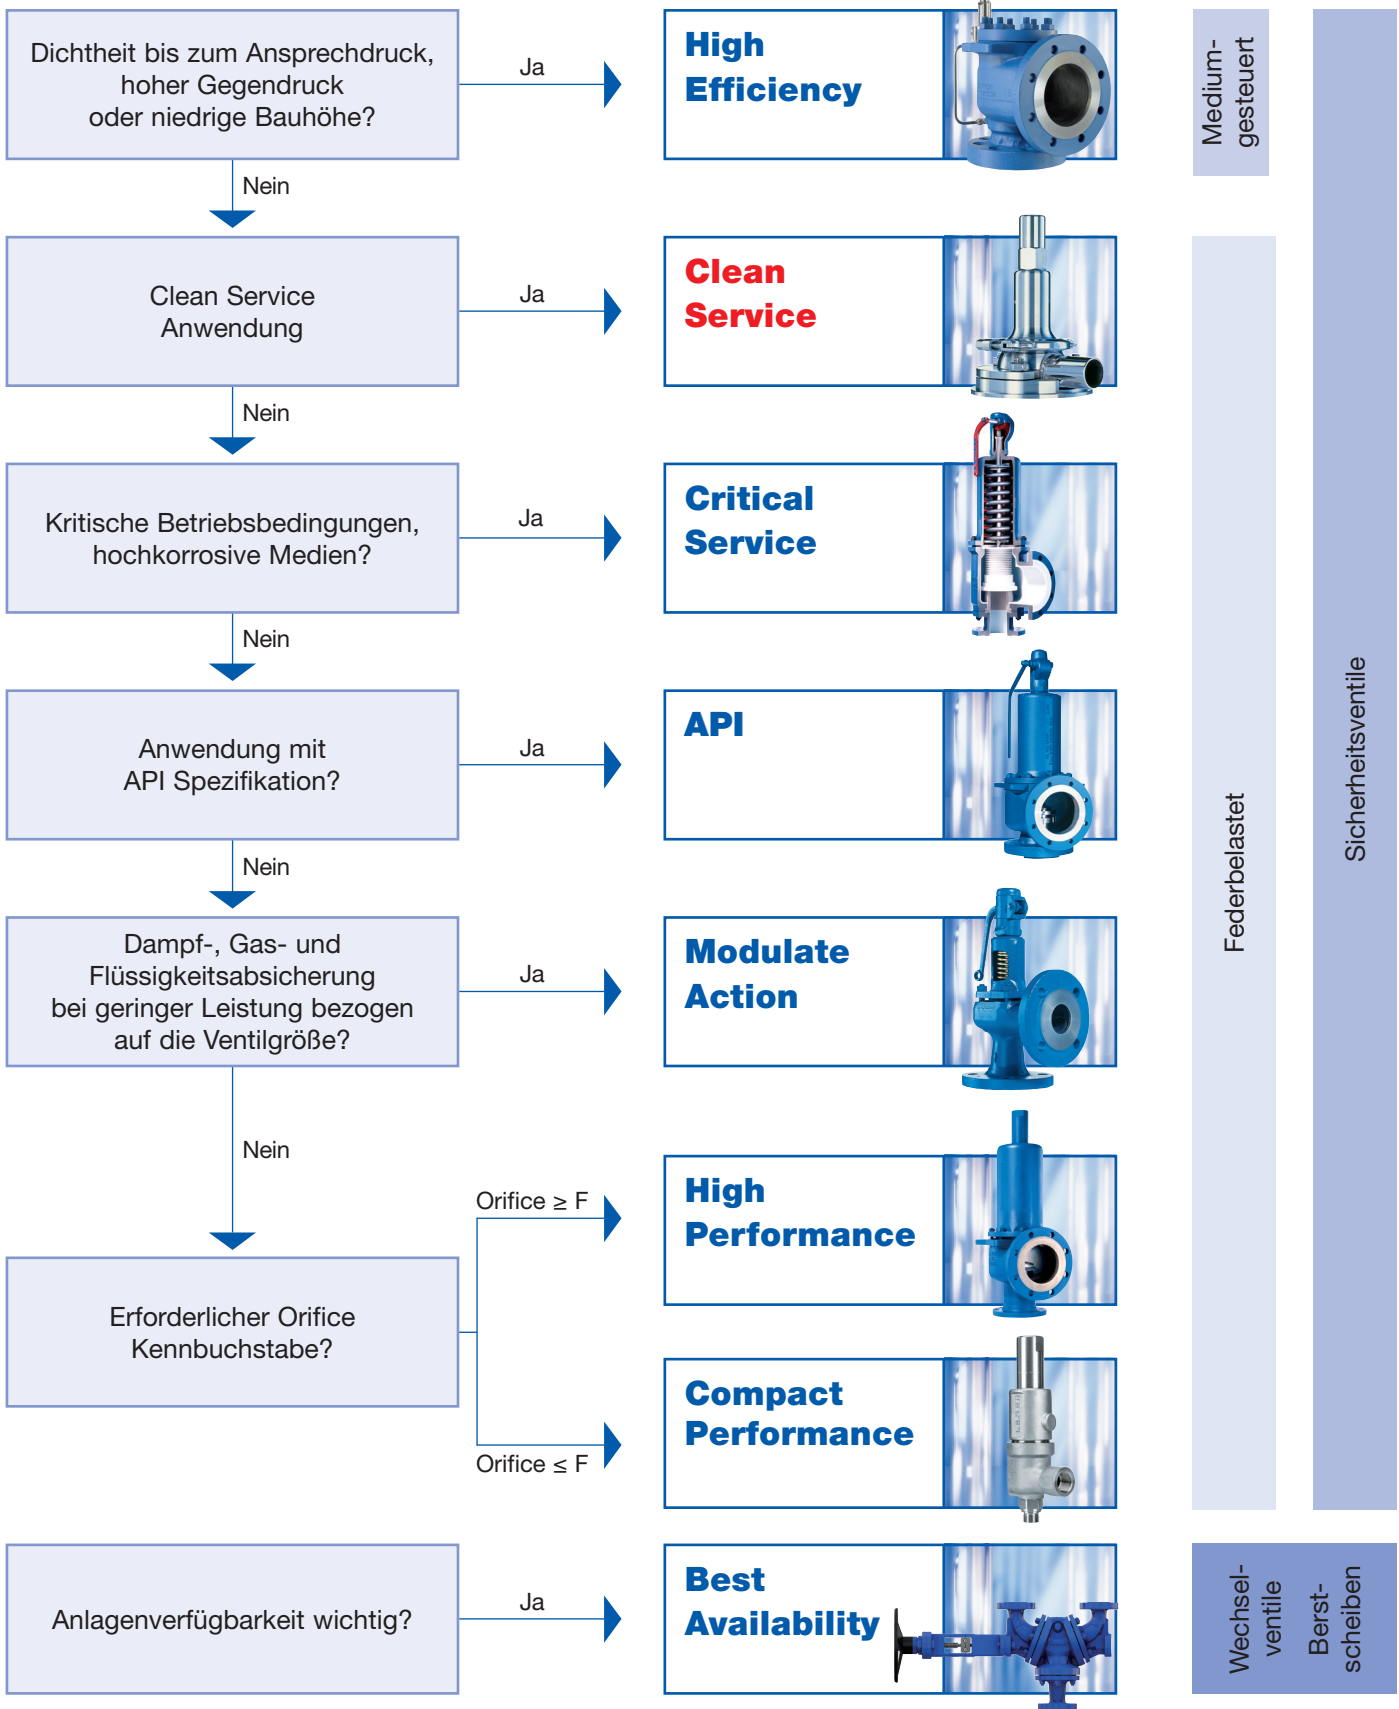 Dichtheit bis zum Ansprechdruck,
hoher Gegendruck
oder niedrige Bauhöhe?
Ja
High
Efficiency
Medium-
gesteuert
Nein
Clean Service
Anwendung
Ja
Clean
Service
Nein
Kritische Betriebsbedingungen,
hochkorrosive Medien?
Ja
Critical
Service
Nein
Anwendung mit
API Spezifikation?
Ja
API
Nein
Dampf-, Gas- und
Flüssigkeitsabsicherung
bei geringer Leistung bezogen
auf die Ventilgröße?
Ja
Modulate
Action
Nein
Erforderlicher Orifice
Kennbuchstabe?
Orifice ≥ F
High
Performance
Orifice ≤ F
Compact
Performance
Federbelastet
Sicherheitsventile
Anlagenverfügbarkeit wichtig?
Ja
Best
Availability
Wechsel-
ventile
Berst-
scheiben